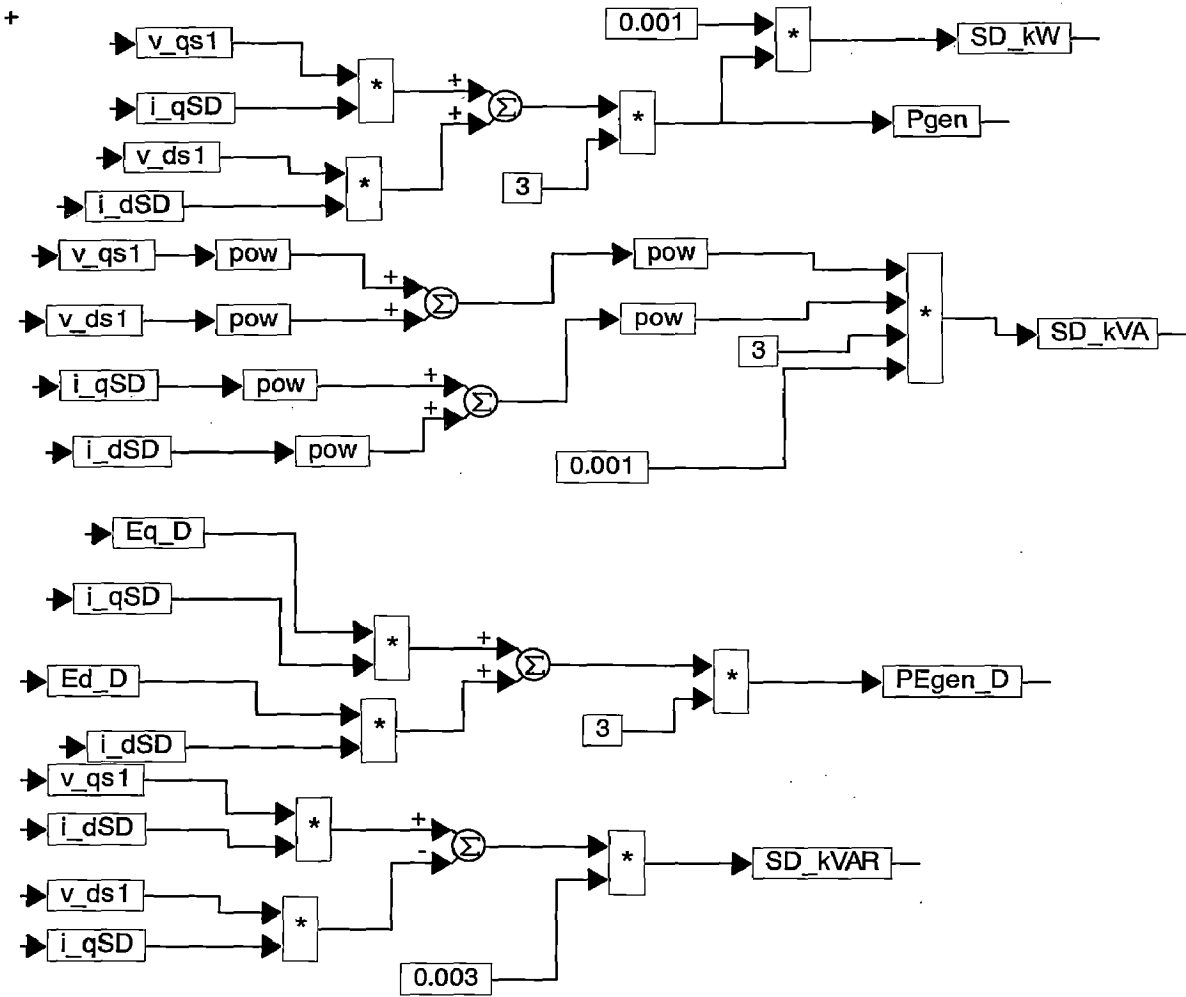 +
0.001
*
SD_kW
v_qs1
i_qSD
*
+
+
Σ
*
Pgen
v_ds1
i_dSD
*
3
v_qs1
pow
+
Σ
pow
v_ds1
pow
+
pow
*
SD_kVA
3
i_qSD
pow
+
Σ
i_dSD
pow
+
0.001
Eq_D
i_qSD
*
+
Σ
*
PEgen_D
Ed_D
+
*
3
i_dSD
v_qs1
i_dSD
*
+
Σ
*
SD_kVAR
-
v_ds1
i_qSD
*
0.003